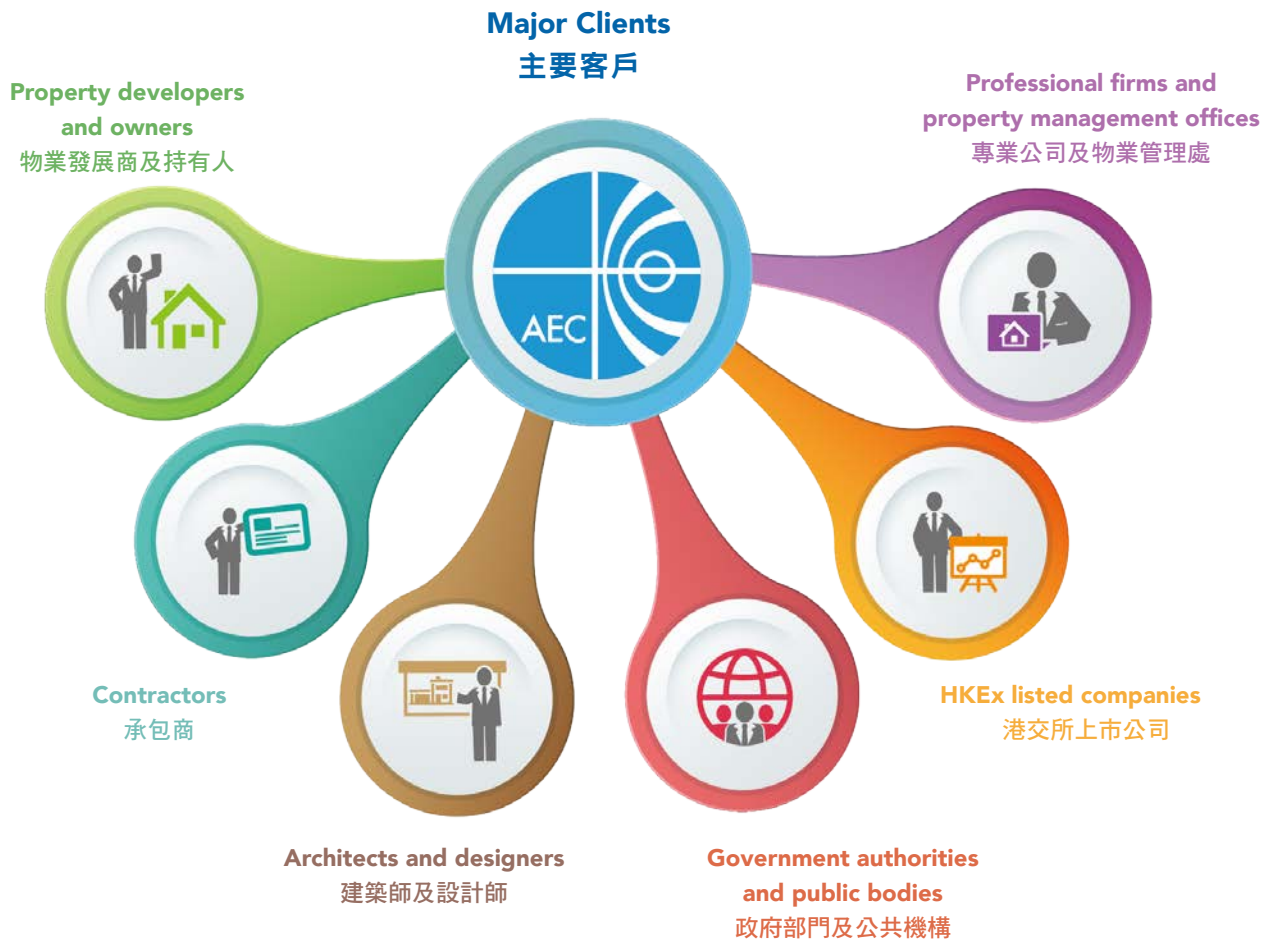 Major Clients
主要客戶
Property developers
and owners
物業發展商及持有人
Professional firms and
property management offices
專業公司及物業管理處
AEC
Contractors
承包商
HKEx listed companies
港交所上市公司
Architects and designers
建築師及設計師
Government authorities
and public bodies
政府部門及公共機構